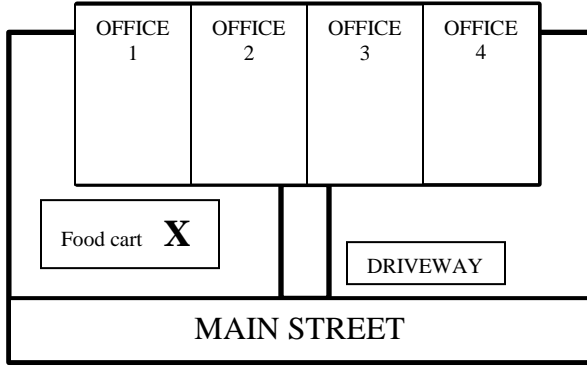 OFFICE
1
OFFICE
2
OFFICE
3
OFFICE
4
Food cart X
DRIVEWAY
MAIN STREET